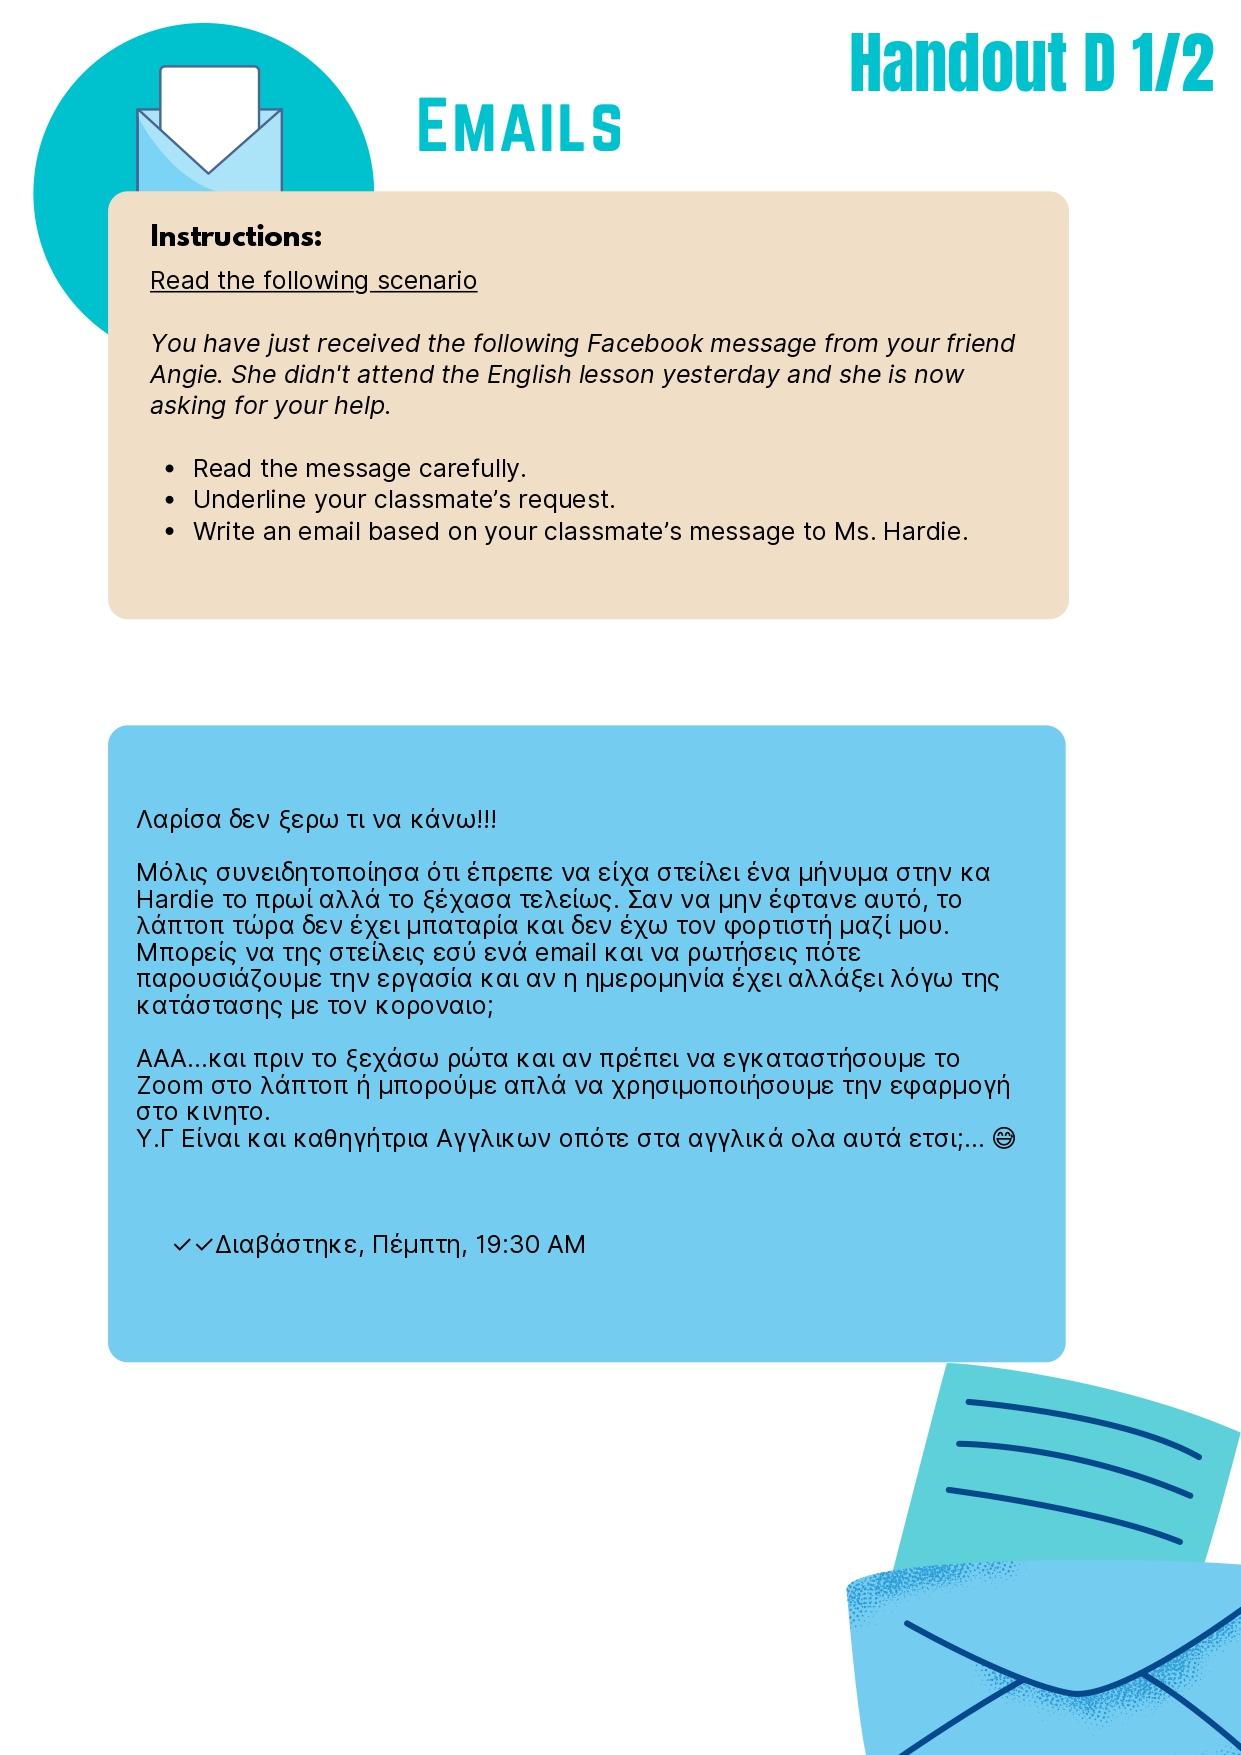 Handout D 1/2
EMAILS
Instructions:
Read the following scenario
You have just received the following Facebook message from your friend
Angie. She didn't attend the English lesson yesterday and she is now
asking for your help.
• Read the message carefully.
• Underline your classmate’s request.
• Write an email based on your classmate’s message to Ms. Hardie.
Λαρίσα δεν ξερω τι να κάνω!!!
Μόλις συνειδητοποίησα ότι έπρεπε να είχα στείλει ένα μήνυμα στην κα
Hardie το πρωί αλλά το ξέχασα τελείως. Σαν να μην έφτανε αυτό, το
λάπτοπ τώρα δεν έχει μπαταρία και δεν έχω τον φορτιστή μαζί μου.
Μπορείς να της στείλεις εσύ ενά email και να ρωτήσεις πότε
παρουσιάζουμε την εργασία και αν η ημερομηνία έχει αλλάξει λόγω της
κατάστασης με τον κοροναιο;
ΑΑΑ...και πριν το ξεχάσω ρώτα και αν πρέπει να εγκαταστήσουμε το
Zoom στο λάπτοπ ή μπορούμε απλά να χρησιμοποιήσουμε την εφαρμογή
στο κινητο.
Υ.Γ Είναι και καθηγήτρια Αγγλικων οπότε στα αγγλικά ολα αυτά ετσι;... 😅
✓✓Διαβάστηκε, Πέμπτη, 19:30 AM